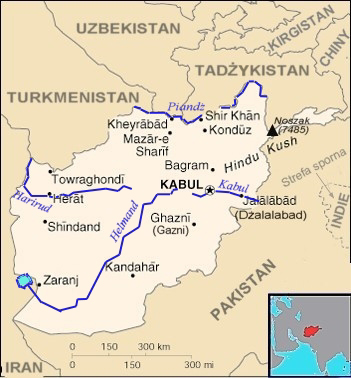 UZBEKISTAN
KIRGISTAN
CHINY
TADŻYKISTAN
TURKMENISTAN
Piandż
Shir Khān
Noszak
(7485)
Kheyrābād
Kondūz
Mazār-e
Sharīf
Hindu Kush
Bagram
Strefa sporna
Towraghondī
KABUL
Kabul
Harirud
Herāt
Jalālābād
(Dżalalabad)
INDIE
Helmand
Shīndand
Ghaznī
(Gazni)
Zaranj
Kandahār
PAKISTAN
IRAN
0 150 300 km
0 150 300 mi